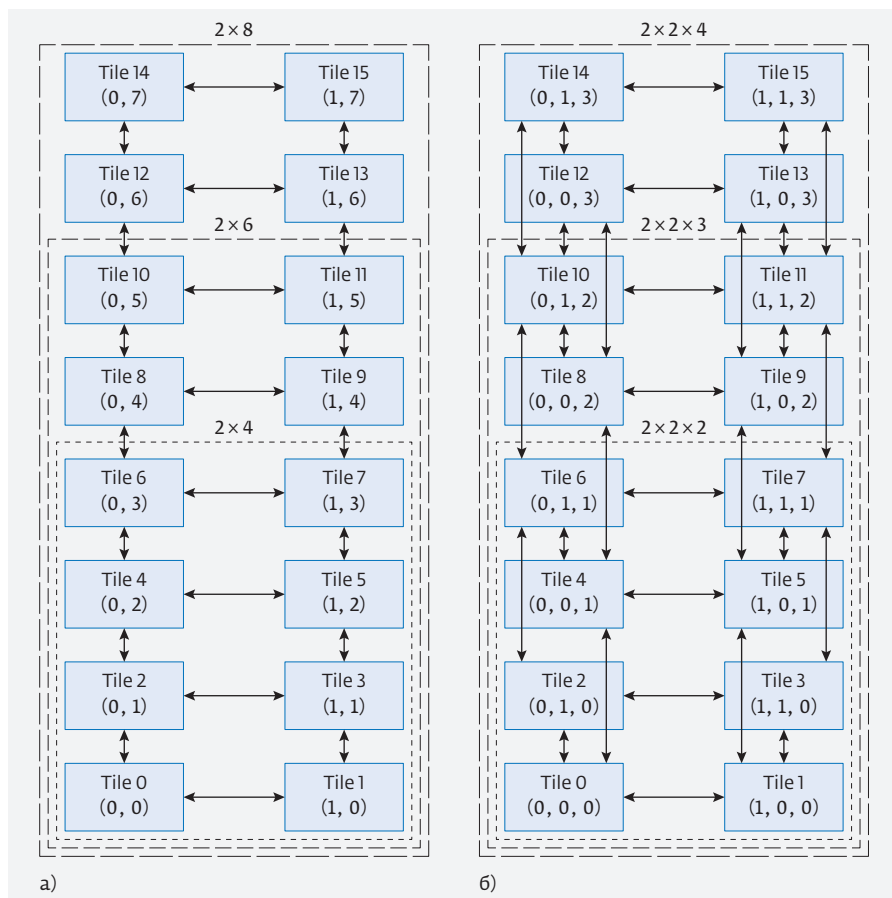 2 × 8
Tile 14
(0, 7)
Tile 15
(1, 7)
Tile 12
(0, 6)
Tile 13
(1, 6)
2 × 6
Tile 10
(0, 5)
Tile 11
(1, 5)
Tile 8
(0, 4)
Tile 9
(1, 4)
2 × 4
Tile 6
(0, 3)
Tile 7
(1, 3)
Tile 4
(0, 2)
Tile 5
(1, 2)
Tile 2
(0, 1)
Tile 3
(1, 1)
Tile 0
(0, 0)
Tile 1
(1, 0)
а)
2 × 2 × 4
Tile 14
(0, 1, 3)
Tile 15
(1, 1, 3)
Tile 12
(0, 0, 3)
Tile 13
(1, 0, 3)
2 × 2 × 3
Tile 10
(0, 1, 2)
Tile 11
(1, 1, 2)
Tile 8
(0, 0, 2)
Tile 9
(1, 0, 2)
2 × 2 × 2
Tile 6
(0, 1, 1)
Tile 7
(1, 1, 1)
Tile 4
(0, 0, 1)
Tile 5
(1, 0, 1)
Tile 2
(0, 1, 0)
Tile 3
(1, 1, 0)
Tile 0
(0, 0, 0)
Tile 1
(1, 0, 0)
б)